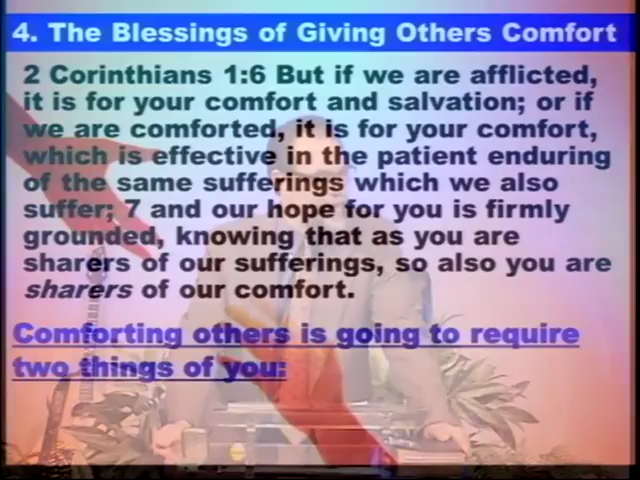 4. The Blessings of Giving Others Comfort
2 Corinthians 1:6 But if we are afflicted,
it is for your comfort and salvation; or if
we are comforted, it is for your comfort,
which is effective in the patient enduring
of the same sufferings which we also
suffer; 7 and our hope for you is firmly
grounded, knowing that as you are
sharers of our sufferings, so also you are
sharers of our comfort.
Comforting others is going to require
two things of you: